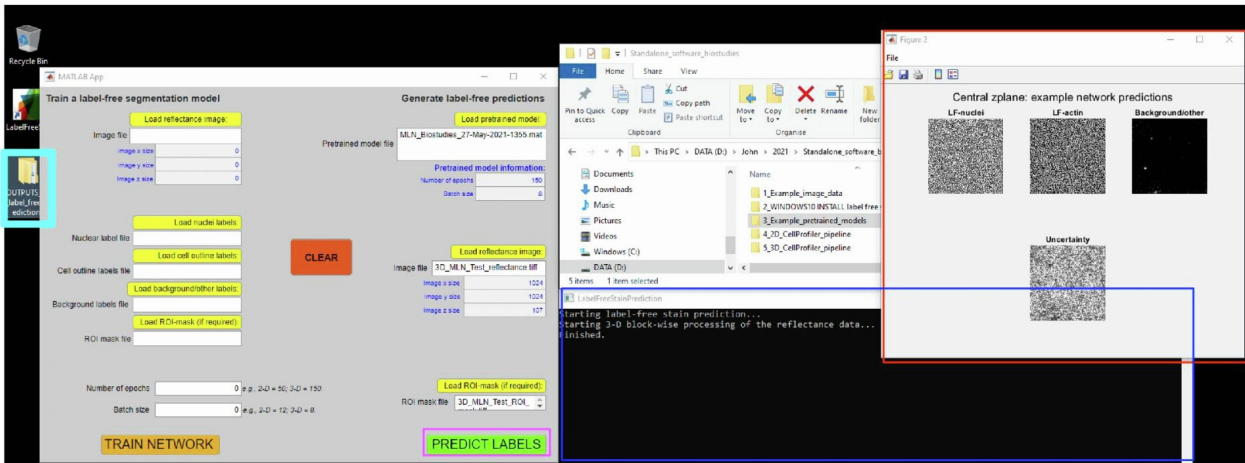 Recycle Bin
LabelFree
OUTPUTS_
label_free
ediction
MATLAB App
Train a label-free segmentation model
Load reflectance image:
Image file
Image x size 0
Image y size 0
Image z size 0
Load nuclei labels:
Nuclear label file
Load cell outline labels:
Cell outline labels file
Load background/other labels:
Background labels file
Load ROI-mask (if required)
ROI mask file
Number of epochs 0 e.g., 2-D = 50; 3-D = 150
Batch size 0 e.g., 2-D = 12; 3-D = 8.
TRAIN NETWORK
CLEAR
Generate label-free predictions
Load pretrained model:
Pretrained model file MLN_Biostudies_27-May-2021-1355.mat
Pretrained model information:
Number of epochs 150
Batch size 8
Load reflectance image:
Image file 3D_MLN_Test_reflectance.tiff
Image x size 1024
Image y size 1024
Image z size 107
Load ROI-mask (if required):
ROI mask file 3D_MLN_Test_ROI_
PREDICT LABELS
Standalone_software_biostudies
File Home Share View
Pin to Quick access
Copy
Paste
Cut
Copy path
Paste shortcut
Move to
Copy to
Delete
Rename
New folder
Clipboard
Organise
This PC > DATA (D:) > John > 2021 > Standalone_software_b
Documents
Downloads
Music
Pictures
Videos
Windows (C:)
DATA (D:)
Name
1_Example_image_data
2_WINDOWS10 INSTALL label free
3_Example_pretrained_models
4_2D_CellProfiler_pipeline
5_3D_CellProfiler_pipeline
5 items 1 item selected
LabelFreeStainPrediction
Starting label-free stain prediction...
Starting 3-D block-wise processing of the reflectance data...
Finished.
Figure 2
File
Central zplane: example network predictions
LF-nuclei
LF-actin
Background/other
Uncertainty